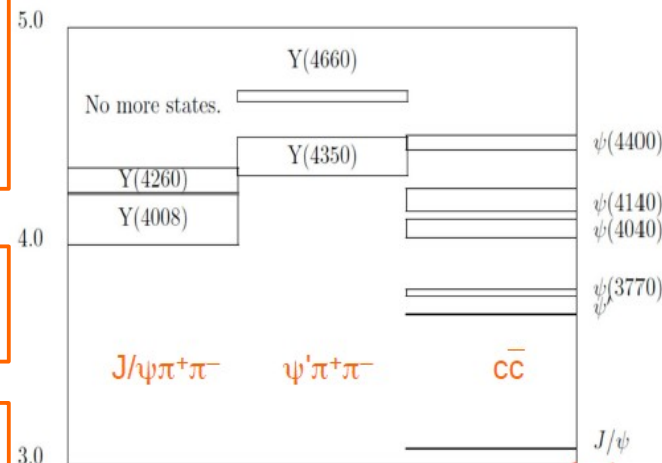 5.0
Y(4660)
No more states.
ψ(4400)
Y(4350)
Y(4260)
ψ(4140)
Y(4008)
ψ(4040)
4.0
ψ(3770)
ψ'
J/ψπ⁺π⁻ ψ'π⁺π⁻ cc̅
J/ψ
3.0